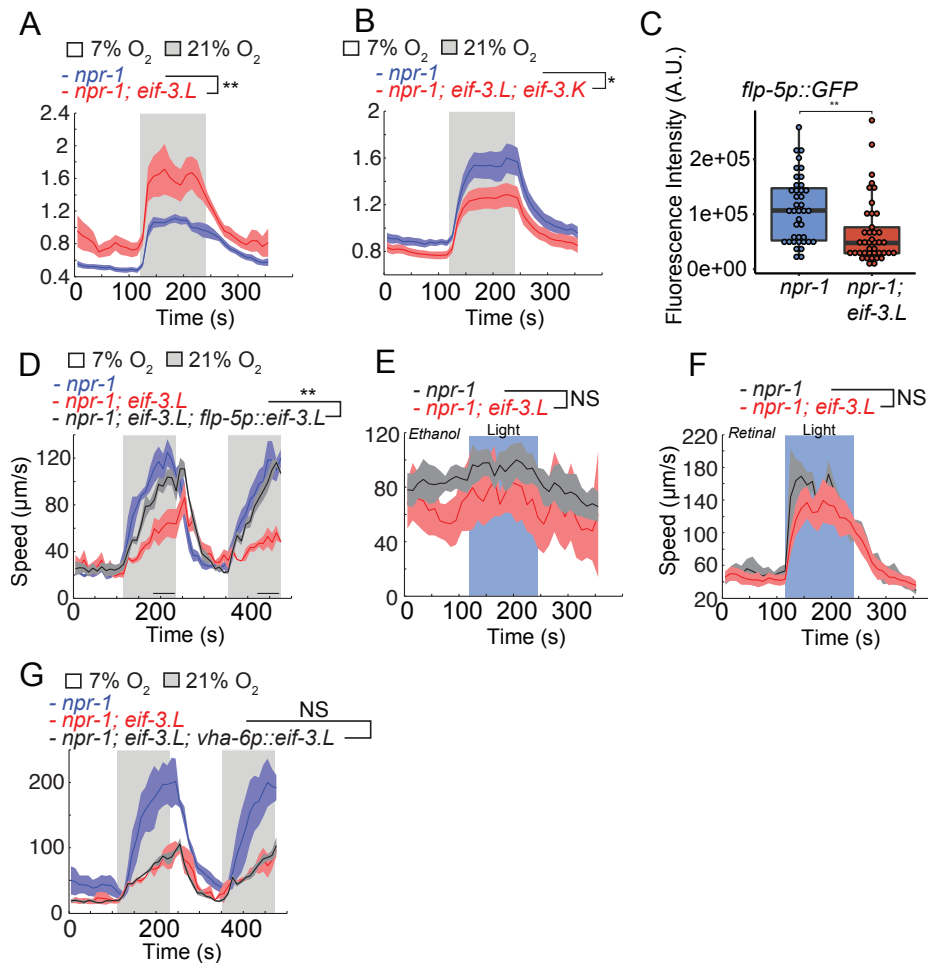 A
7% O2 21% O2
- npr-1
- npr-1; eif-3.L
**
2
1.6
1.2
0.8
0.4
0 100 200 300
Time (s)
B
7% O2 21% O2
- npr-1
- npr-1; eif-3.L; eif-3.K
*
2
1.6
1.2
0.8
0 100 200 300
Time (s)
C
flp-5p::GFP
**
Fluorescence Intensity (A.U.)
2e+05
1e+05
0e+00
npr-1
npr-1;
eif-3.L
D
7% O2 21% O2
- npr-1
- npr-1; eif-3.L
- npr-1; eif-3.L; flp-5p::eif-3.L
**
Speed (µm/s)
120
80
40
0
0 200 400
Time (s)
E
- npr-1
- npr-1; eif-3.L
NS
Ethanol
Light
120
100
80
60
40
0
0 100 200 300
Time (s)
F
- npr-1
- npr-1; eif-3.L
NS
Retinal
Light
Speed (µm/s)
220
180
140
100
60
20
0 100 200 300
Time (s)
G
7% O2 21% O2
- npr-1
- npr-1; eif-3.L
- npr-1; eif-3.L; vha-6p::eif-3.L
NS
200
100
0
0 200 400
Time (s)